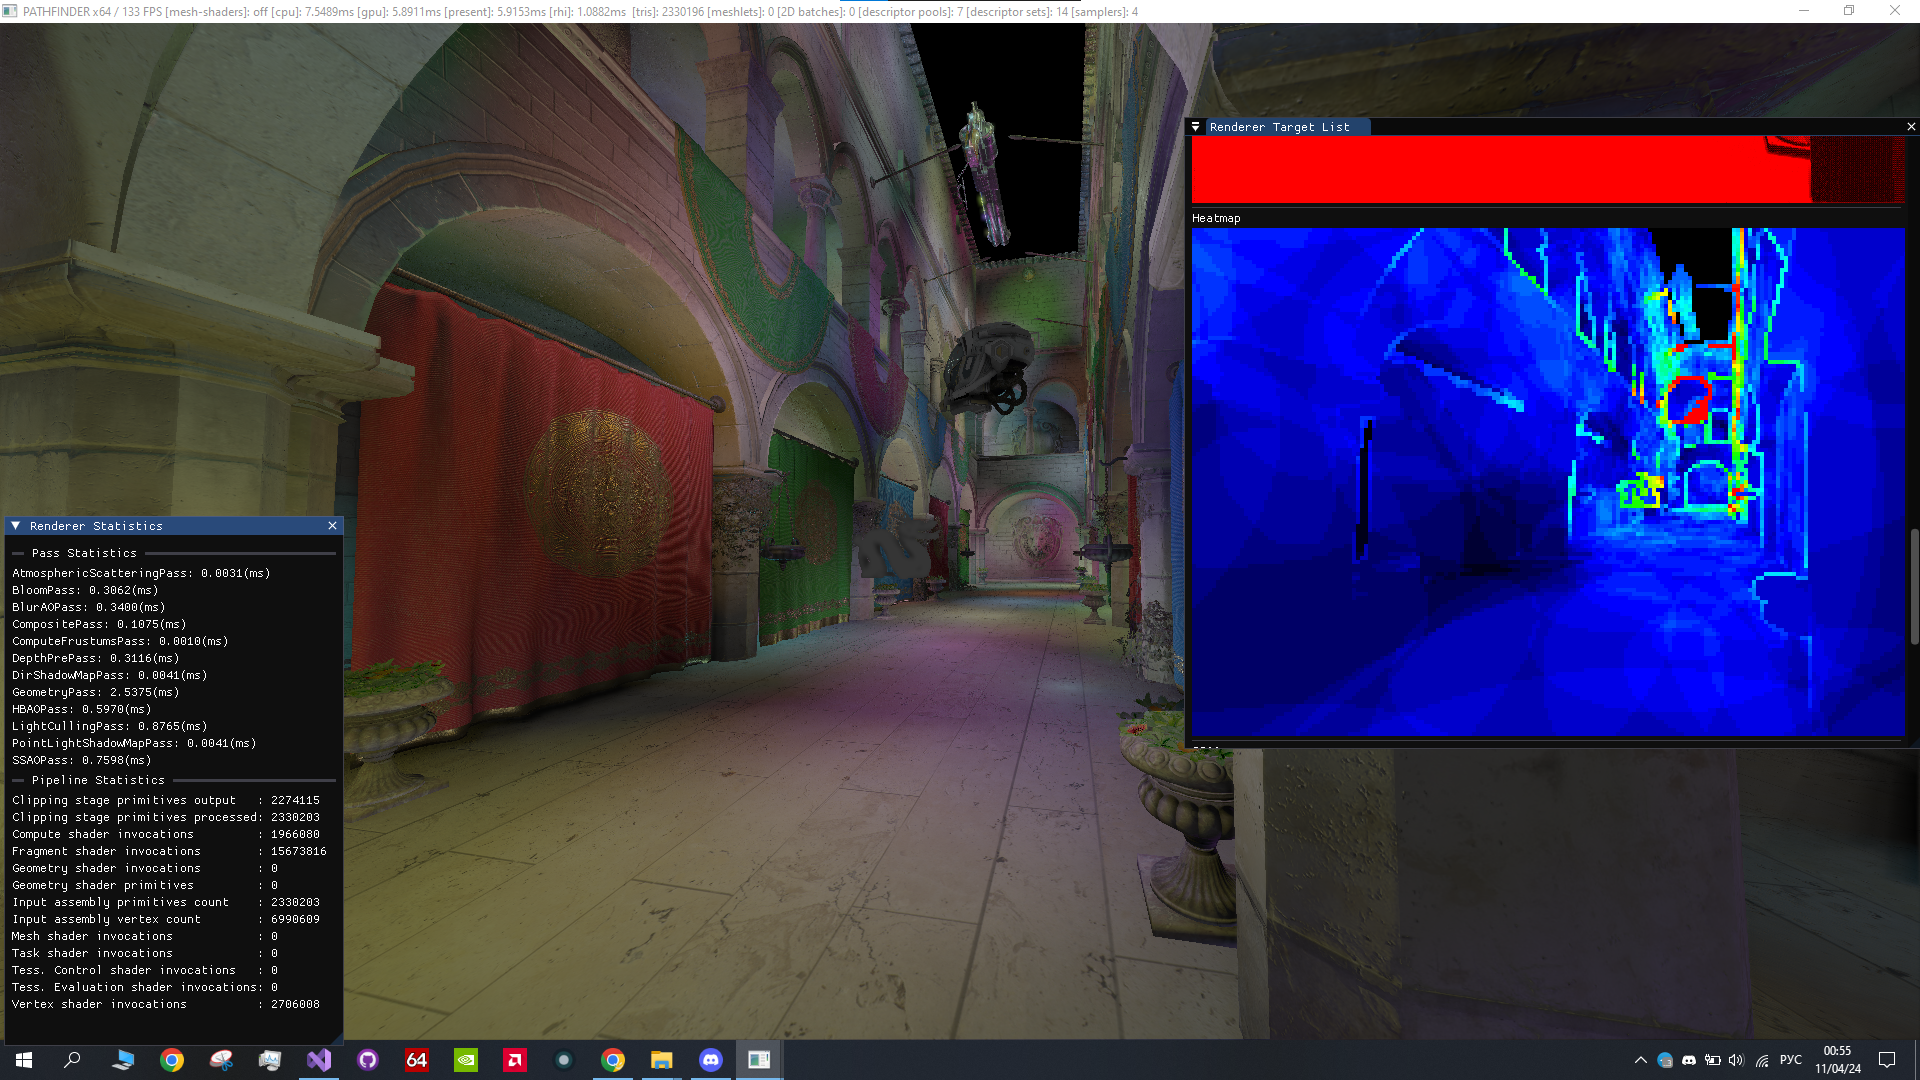 PATHFINDER x64 / 133 FPS [mesh-shaders]: off [cpu]: 7.5489ms [gpu]: 5.8911ms [present]: 5.9153ms [rhi]: 1.0882ms [tris]: 2330196 [meshlets]: 0 [2D batches]: 0 [descriptor pools]: 7 [descriptor sets]: 14 [samplers]: 4
Renderer Target List
Heatmap
Renderer Statistics
Pass Statistics
AtmosphericScatteringPass: 0.0031(ms)
BloomPass: 0.3062(ms)
BlurAOPass: 0.3400(ms)
CompositePass: 0.1075(ms)
ComputeFrustumsPass: 0.0010(ms)
DepthPrePass: 0.3116(ms)
DirShadowMapPass: 0.0041(ms)
GeometryPass: 2.5375(ms)
HBAOPass: 0.5970(ms)
LightCullingPass: 0.8765(ms)
PointLightShadowMapPass: 0.0041(ms)
SSAOPass: 0.7598(ms)
Pipeline Statistics
Clipping stage primitives output : 2274115
Clipping stage primitives processed: 2330203
Compute shader invocations : 1966080
Fragment shader invocations : 15673816
Geometry shader invocations : 0
Geometry shader primitives : 0
Input assembly primitives count : 2330203
Input assembly vertex count : 6990609
Mesh shader invocations : 0
Task shader invocations : 0
Tess. Control shader invocations : 0
Tess. Evaluation shader invocations: 0
Vertex shader invocations : 2706008
64
РУС
00:55
11/04/24